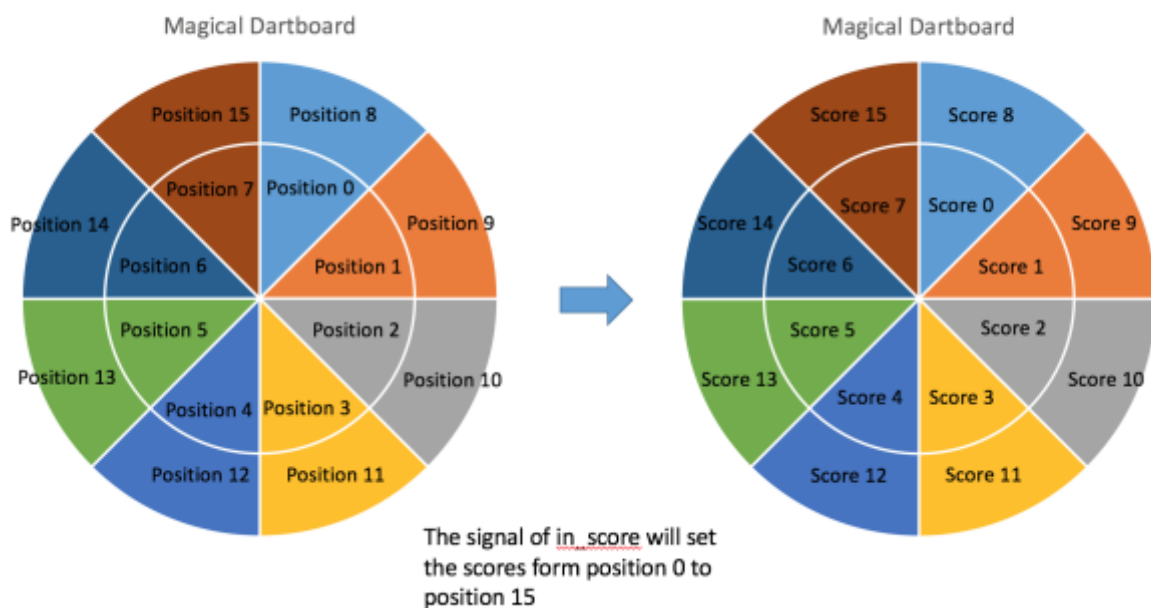 Magical Dartboard
Position 15
Position 8
Position 14
Position 7
Position 0
Position 9
Position 6
Position 1
Position 5
Position 2
Position 13
Position 10
Position 4
Position 3
Position 12
Position 11
Magical Dartboard
Score 15
Score 8
Score 14
Score 7
Score 0
Score 9
Score 6
Score 1
Score 5
Score 2
Score 13
Score 10
Score 4
Score 3
Score 12
Score 11
The signal of in_score will set
the scores form position 0 to
position 15